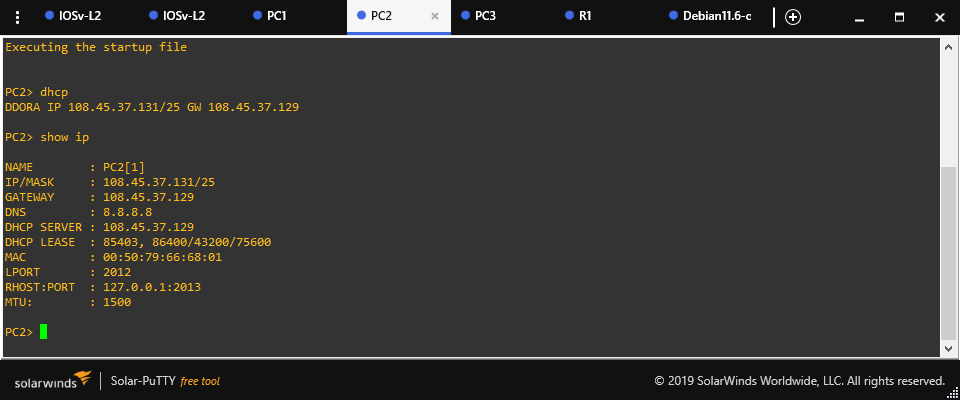 IOSv-L2 IOSv-L2 PC1 PC2 PC3 R1 Debian11.6-c
Executing the startup file
PC2> dhcp
DDORA IP 108.45.37.131/25 GW 108.45.37.129
PC2> show ip
NAME : PC2[1]
IP/MASK : 108.45.37.131/25
GATEWAY : 108.45.37.129
DNS : 8.8.8.8
DHCP SERVER : 108.45.37.129
DHCP LEASE : 85403, 86400/43200/75600
MAC : 00:50:79:66:68:01
LPORT : 2012
RHOST:PORT : 127.0.0.1:2013
MTU: : 1500
PC2>
solarwinds Solar-PuTTY free tool © 2019 SolarWinds Worldwide, LLC. All rights reserved.